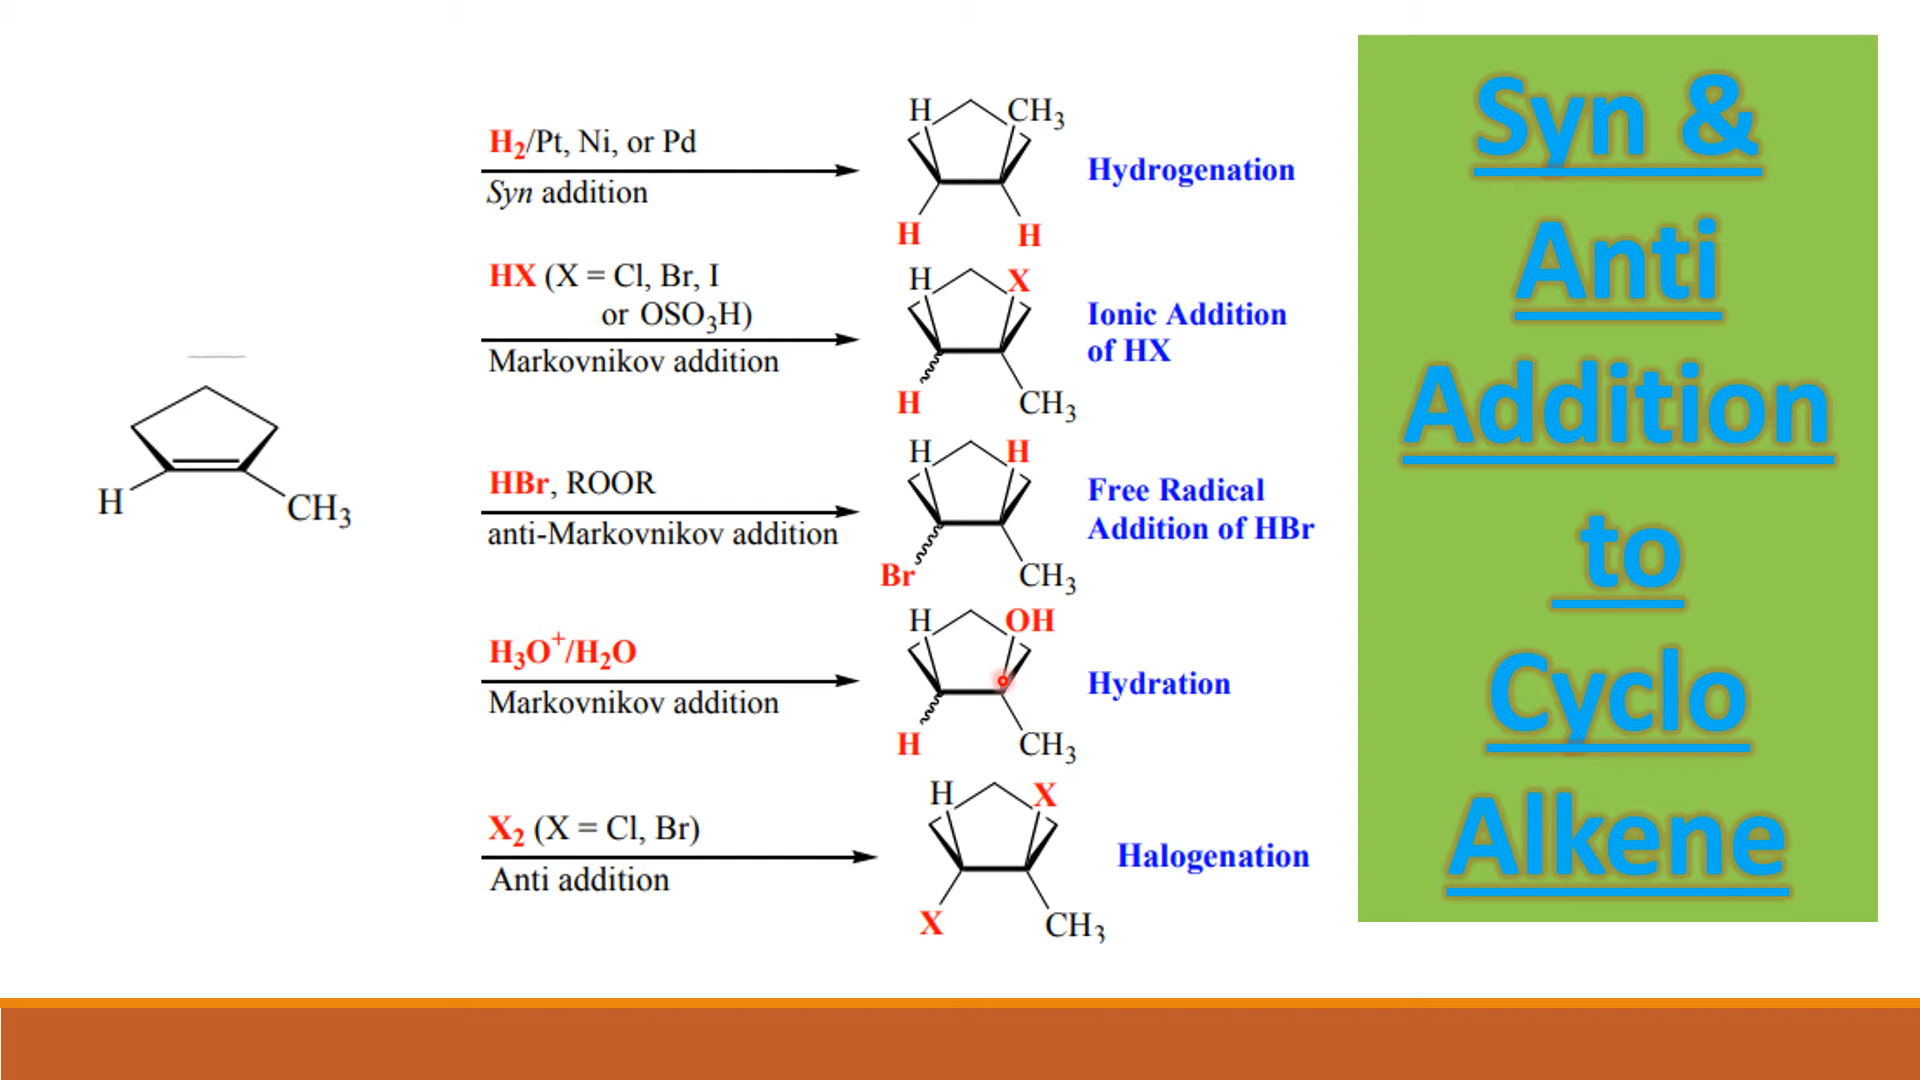 H
CH3
H2/Pt, Ni, or Pd
Syn addition
H
CH3
H
H
Hydrogenation
HX (X = Cl, Br, I
or OSO3H)
Markovnikov addition
H
X
H
CH3
Ionic Addition
of HX
HBr, ROOR
anti-Markovnikov addition
H
H
Br
CH3
Free Radical
Addition of HBr
H3O+/H2O
Markovnikov addition
H
OH
H
CH3
Hydration
X2 (X = Cl, Br)
Anti addition
H
X
X
CH3
Halogenation
Syn &
Anti
Addition
to
Cyclo
Alkene